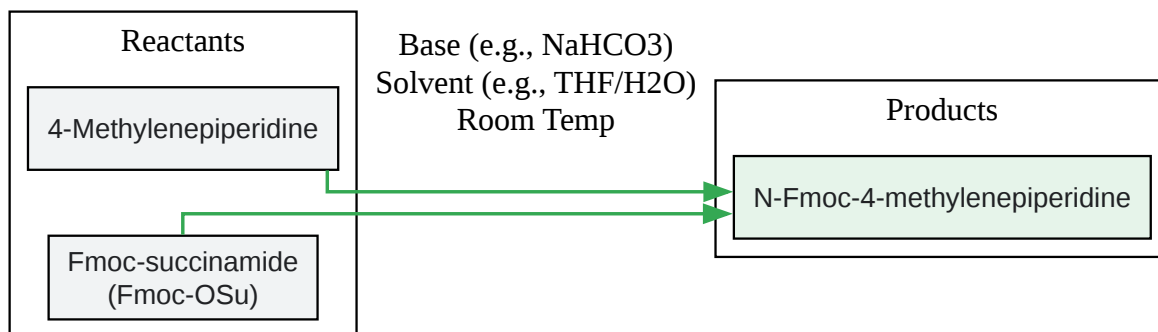 Reactants
4-Methylenepiperidine
Fmoc-succinamide
(Fmoc-OSu)
Base (e.g., NaHCO3)
Solvent (e.g., THF/H2O)
Room Temp
Products
N-Fmoc-4-methylenepiperidine